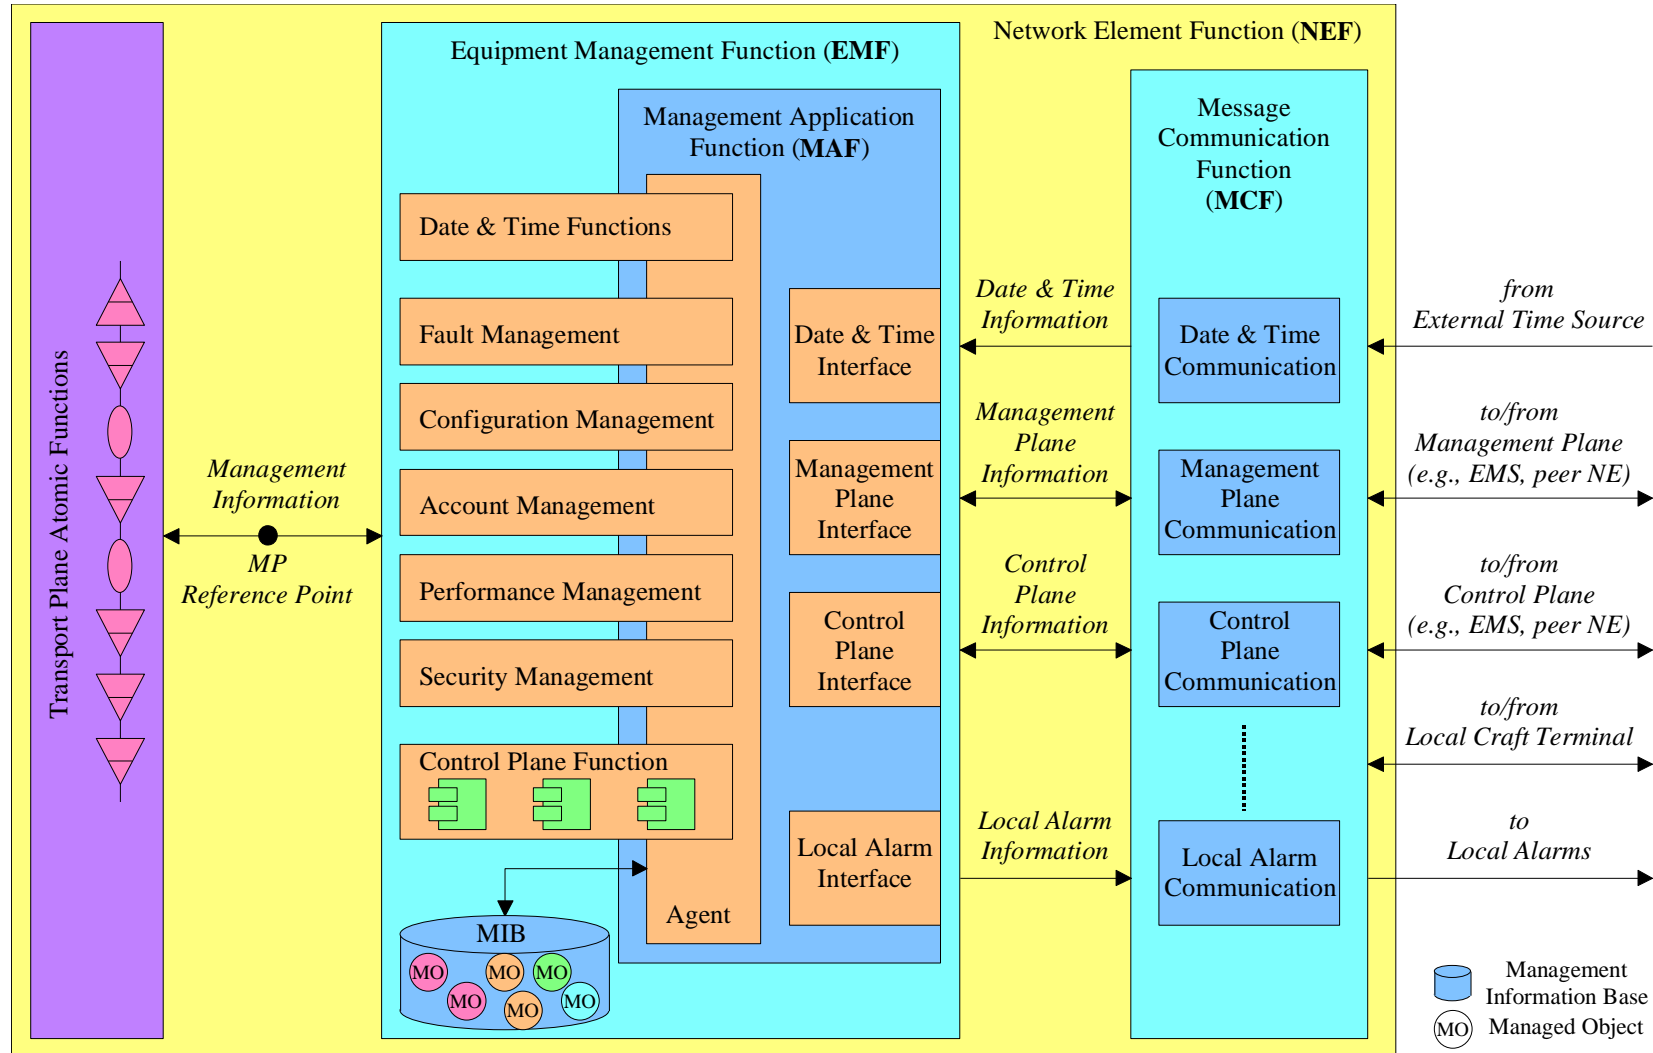 Network Element Function (NEF)
Equipment Management Function (EMF)
Management Application
Function (MAF)
Message
Communication
Function
(MCF)
Transport Plane Atomic Functions
Management
Information
MP
Reference Point
Date & Time Functions
Fault Management
Configuration Management
Account Management
Performance Management
Security Management
Control Plane Function
Agent
MIB
MO
MO
MO
MO
MO
MO
Date & Time
Interface
Management
Plane
Interface
Control
Plane
Interface
Local Alarm
Interface
Date & Time
Information
Management
Plane
Information
Control
Plane
Information
Local Alarm
Information
Date & Time
Communication
Management
Plane
Communication
Control
Plane
Communication
Local Alarm
Communication
from
External Time Source
to/from
Management Plane
(e.g., EMS, peer NE)
to/from
Control Plane
(e.g., EMS, peer NE)
to/from
Local Craft Terminal
to
Local Alarms
Management
Information Base
MO
Managed Object